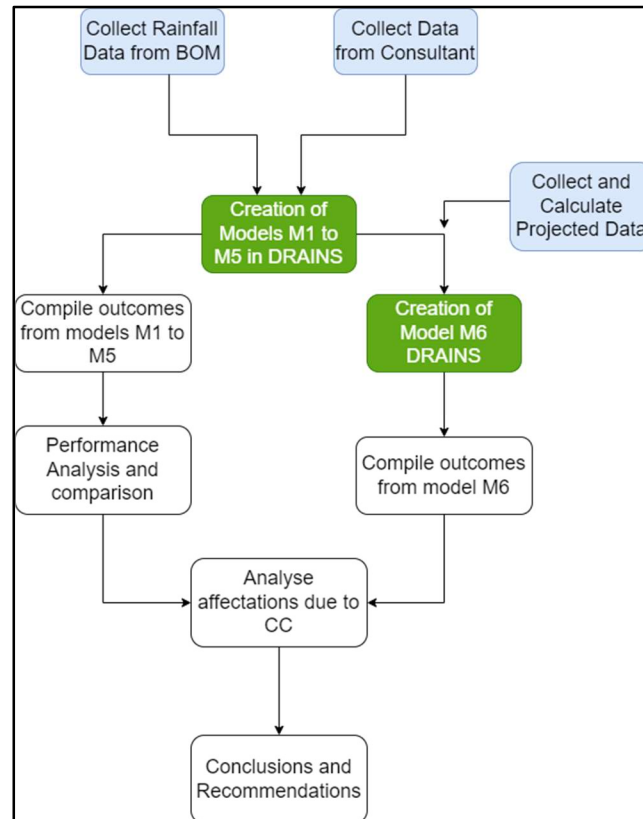 Collect Rainfall
Data from BOM
Collect Data
from Consultant
Collect and
Calculate
Projected Data
Creation of
Models M1 to
M5 in DRAINS
Compile outcomes
from models M1 to
M5
Creation of
Model M6
DRAINS
Performance
Analysis and
comparison
Compile outcomes
from model M6
Analyse
affectations due to
CC
Conclusions and
Recommendations